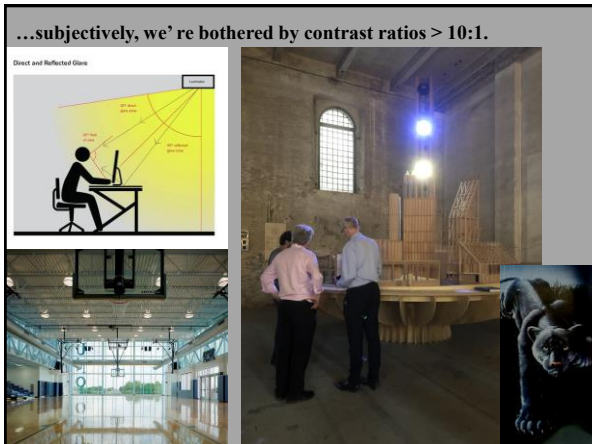 …subjectively, we’ re bothered by contrast ratios > 10:1.
Direct and Reflected Glare
Luminaire